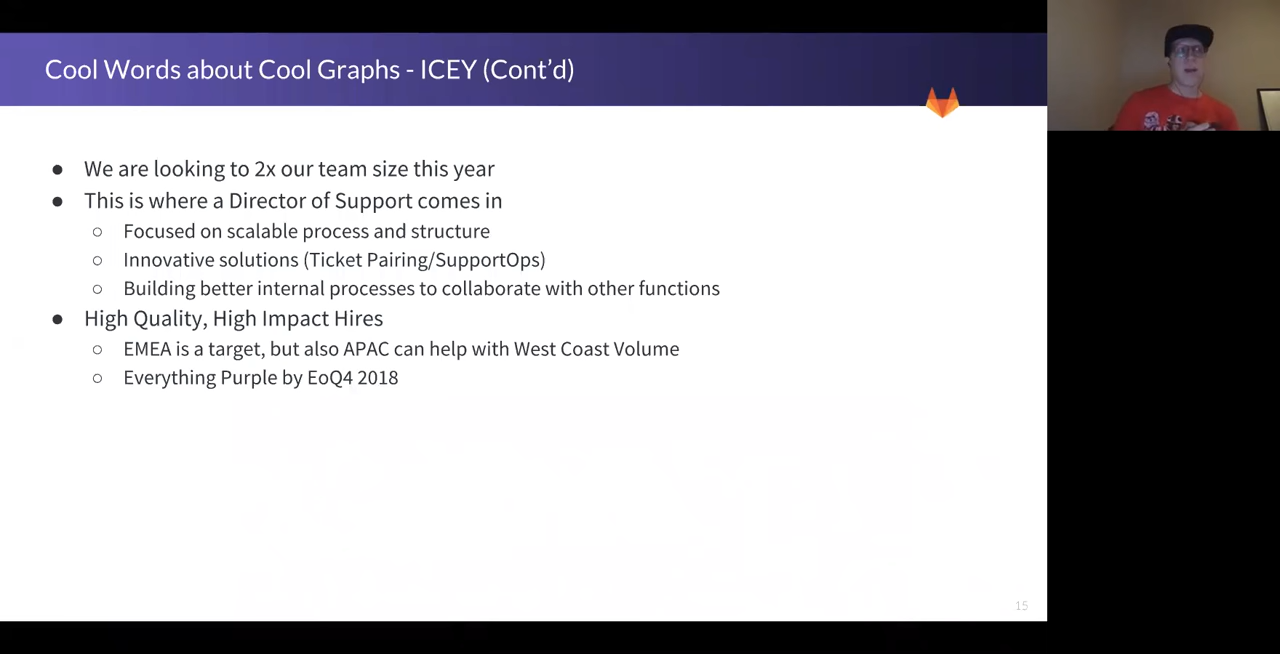 Cool Words about Cool Graphs - ICEY (Cont’d)
● We are looking to 2x our team size this year
● This is where a Director of Support comes in
○ Focused on scalable process and structure
○ Innovative solutions (Ticket Pairing/SupportOps)
○ Building better internal processes to collaborate with other functions
● High Quality, High Impact Hires
○ EMEA is a target, but also APAC can help with West Coast Volume
○ Everything Purple by EoQ4 2018
15